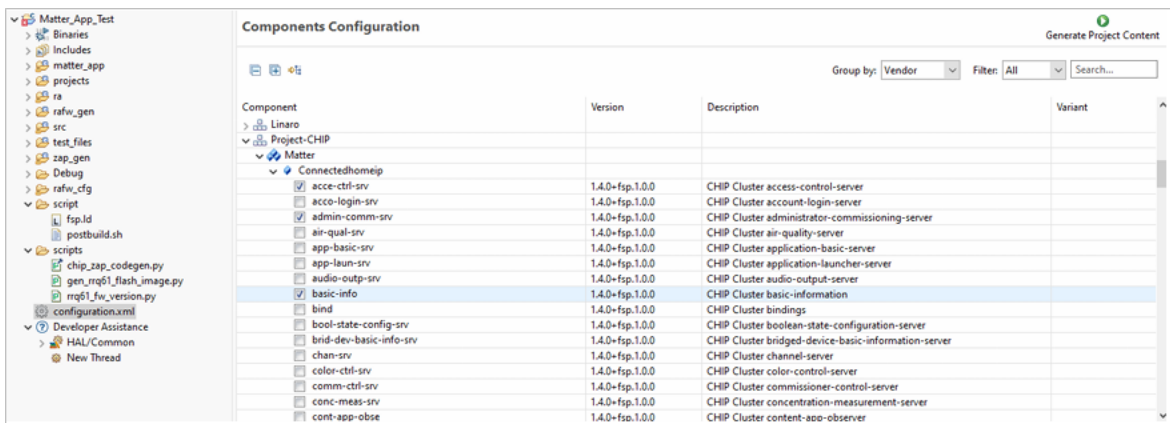 Matter_App_Test
Binaries
Includes
matter_app
projects
ra
rafw_gen
src
test_files
zap_gen
Debug
rafw_cfg
script
fsp.ld
postbuild.sh
scripts
chip_zap_codegen.py
gen_rrq61_flash_image.py
rrq61_fw_version.py
configuration.xml
Developer Assistance
HAL/Common
New Thread
Components Configuration
Generate Project Content
Group by: Vendor Filter: All Search...
Component Version Description Variant
Linaro
Project-CHIP
Matter
Connectedhomeip
acce-ctrl-srv 1.4.0+fsp.1.0.0 CHIP Cluster access-control-server
acco-login-srv 1.4.0+fsp.1.0.0 CHIP Cluster account-login-server
admin-comm-srv 1.4.0+fsp.1.0.0 CHIP Cluster administrator-commissioning-server
air-qual-srv 1.4.0+fsp.1.0.0 CHIP Cluster air-quality-server
app-basic-srv 1.4.0+fsp.1.0.0 CHIP Cluster application-basic-server
app-laun-srv 1.4.0+fsp.1.0.0 CHIP Cluster application-launcher-server
audio-outp-srv 1.4.0+fsp.1.0.0 CHIP Cluster audio-output-server
basic-info 1.4.0+fsp.1.0.0 CHIP Cluster basic-information
bind 1.4.0+fsp.1.0.0 CHIP Cluster bindings
bool-state-config-srv 1.4.0+fsp.1.0.0 CHIP Cluster boolean-state-configuration-server
brid-dev-basic-info-srv 1.4.0+fsp.1.0.0 CHIP Cluster bridged-device-basic-information-server
chan-srv 1.4.0+fsp.1.0.0 CHIP Cluster channel-server
color-ctrl-srv 1.4.0+fsp.1.0.0 CHIP Cluster color-control-server
comm-ctrl-srv 1.4.0+fsp.1.0.0 CHIP Cluster commissioner-control-server
conc-meas-srv 1.4.0+fsp.1.0.0 CHIP Cluster concentration-measurement-server
cont-app-obse 1.4.0+fsp.1.0.0 CHIP Cluster content-app-observer